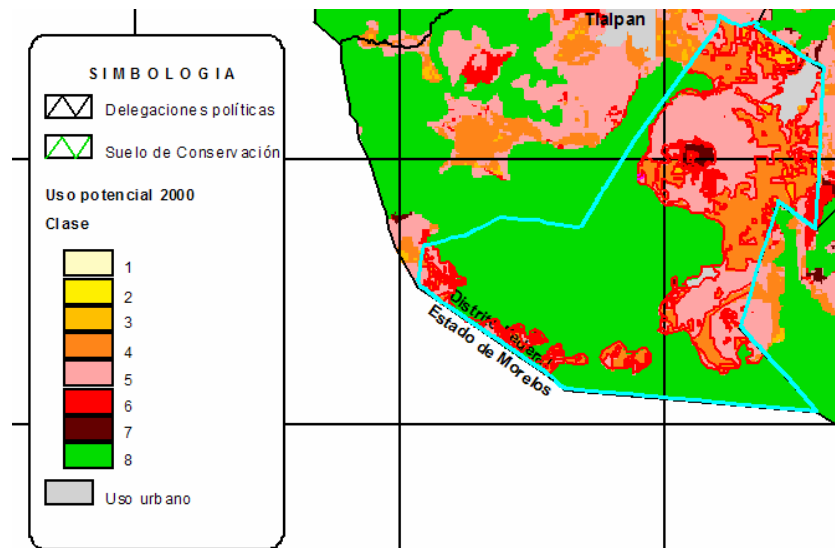 Tlalpan
SIMBOLOGIA
Delegaciones políticas
Suelo de Conservación
Uso potencial 2000
Clase
1
2
3
4
5
6
7
8
Uso urbano
Distrito Federal
Estado de Morelos